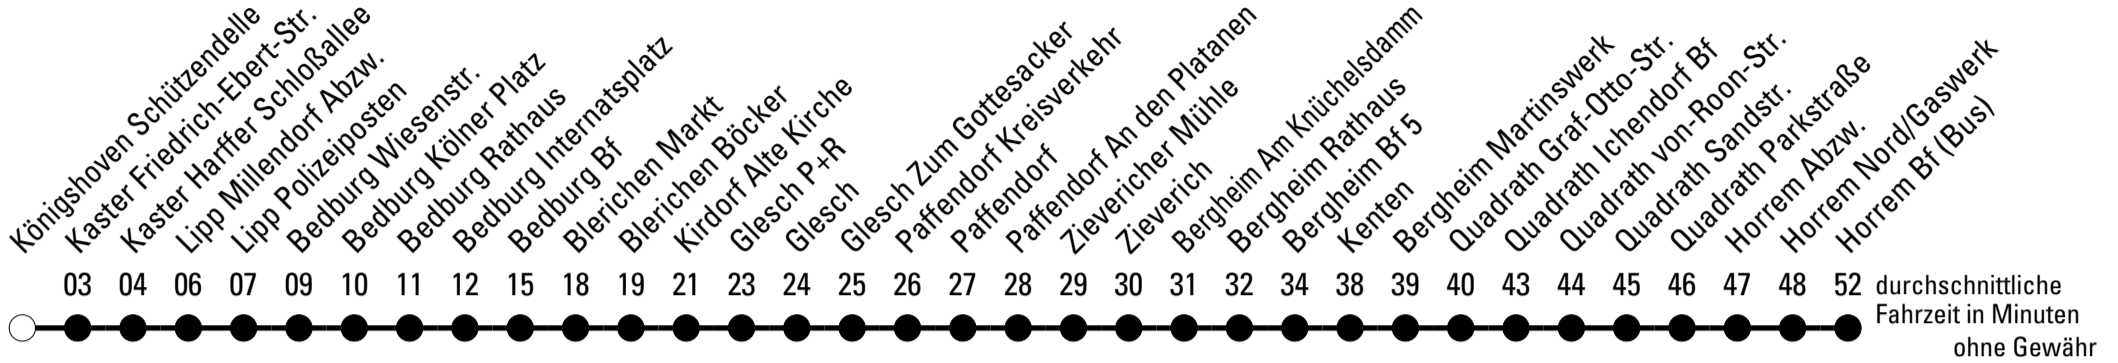 Königshoven Schützendelle
Kaster Friedrich-Ebert-Str.
Kaster Harffer Schloßallee
Lipp Millendorf Abzw.
Lipp Polizeiposten
Bedburg Wiesenstr.
Bedburg Kölner Platz
Bedburg Rathaus
Bedburg Internatsplatz
Bedburg Bf
Blerichen Markt
Blerichen Böcker
Kirdorf Alte Kirche
Glesch P+R
Glesch
Glesch Zum Gottesacker
Paffendorf Kreisverkehr
Paffendorf
Paffendorf An den Platanen
Zievericher Mühle
Zieverich
Bergheim Am Knüchelsdamm
Bergheim Rathaus
Bergheim Bf 5
Kenten
Bergheim Martinswerk
Quadrath Graf-Otto-Str.
Quadrath Ichendorf Bf
Quadrath von-Roon-Str.
Quadrath Sandstr.
Quadrath Parkstraße
Horrem Abzw.
Horrem Nord/Gaswerk
Horrem Bf (Bus)
03 04 06 07 09 10 11 12 15 18 19 21 23 24 25 26 27 28 29 30 31 32 34 38 39 40 43 44 45 46 47 48 52 durchschnittliche
Fahrzeit in Minuten
ohne Gewähr